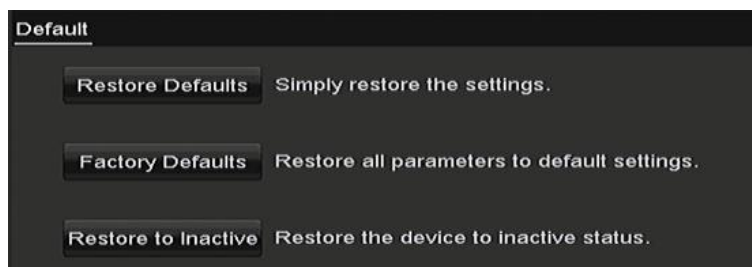 Default
Restore Defaults Simply restore the settings.
Factory Defaults Restore all parameters to default settings.
Restore to Inactive Restore the device to inactive status.